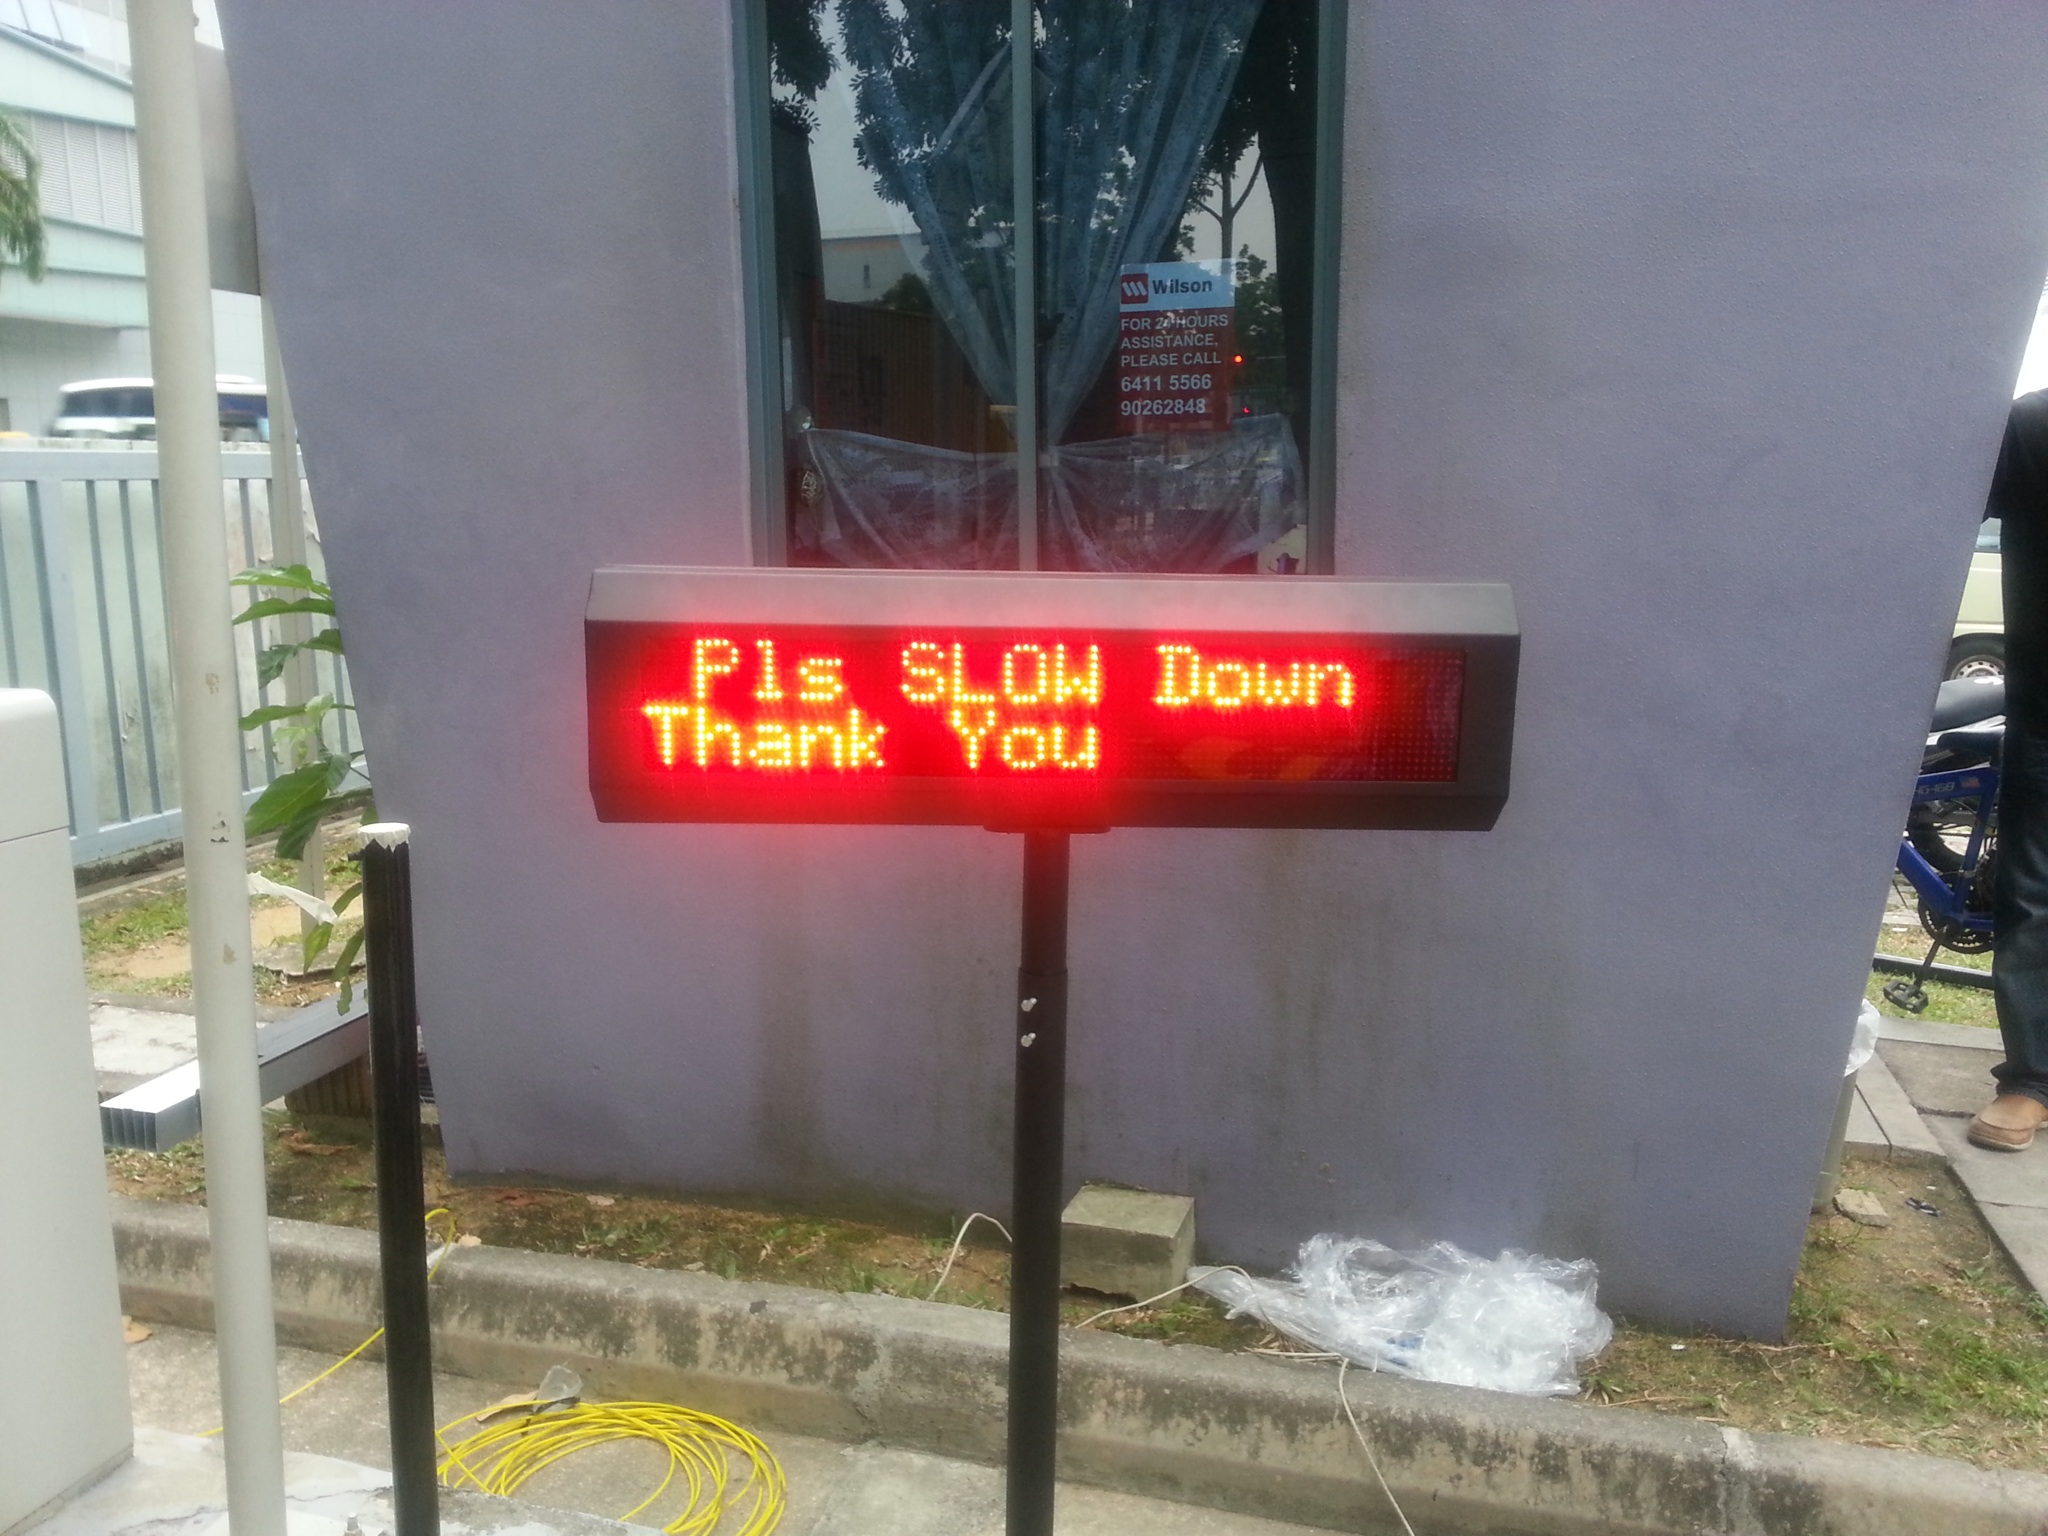 Wilson
FOR 24 HOURS
ASSISTANCE,
PLEASE CALL
6411 5566
90262848
Pls SLOW Down
Thank You